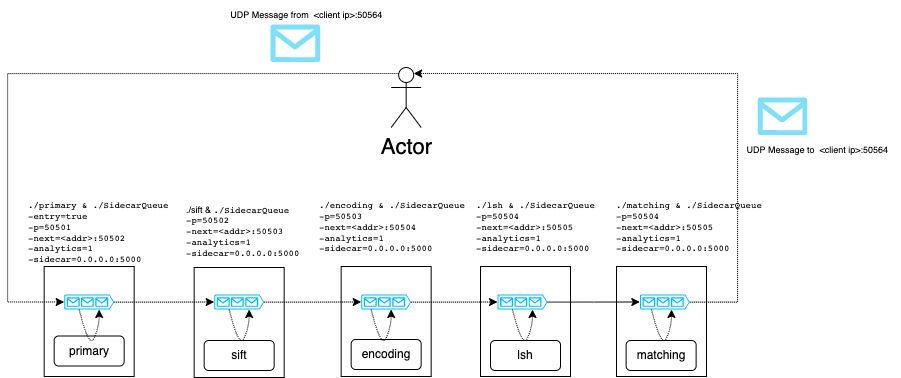 UDP Message from <client ip>:50564
Actor
UDP Message to <client ip>:50564
./primary & ./SidecarQueue
-entry=true
-p=50501
-next=<addr>:50502
-analytics=1
-sidecar=0.0.0.0:5000
./sift & ./SidecarQueue
-p=50502
-next=<addr>:50503
-analytics=1
-sidecar=0.0.0.0:5000
./encoding & ./SidecarQueue
-p=50503
-next=<addr>:50504
-analytics=1
-sidecar=0.0.0.0:5000
./lsh & ./SidecarQueue
-p=50504
-next=<addr>:50505
-analytics=1
-sidecar=0.0.0.0:5000
./matching & ./SidecarQueue
-p=50504
-next=<addr>:50505
-analytics=1
-sidecar=0.0.0.0:5000
primary
sift
encoding
lsh
matching